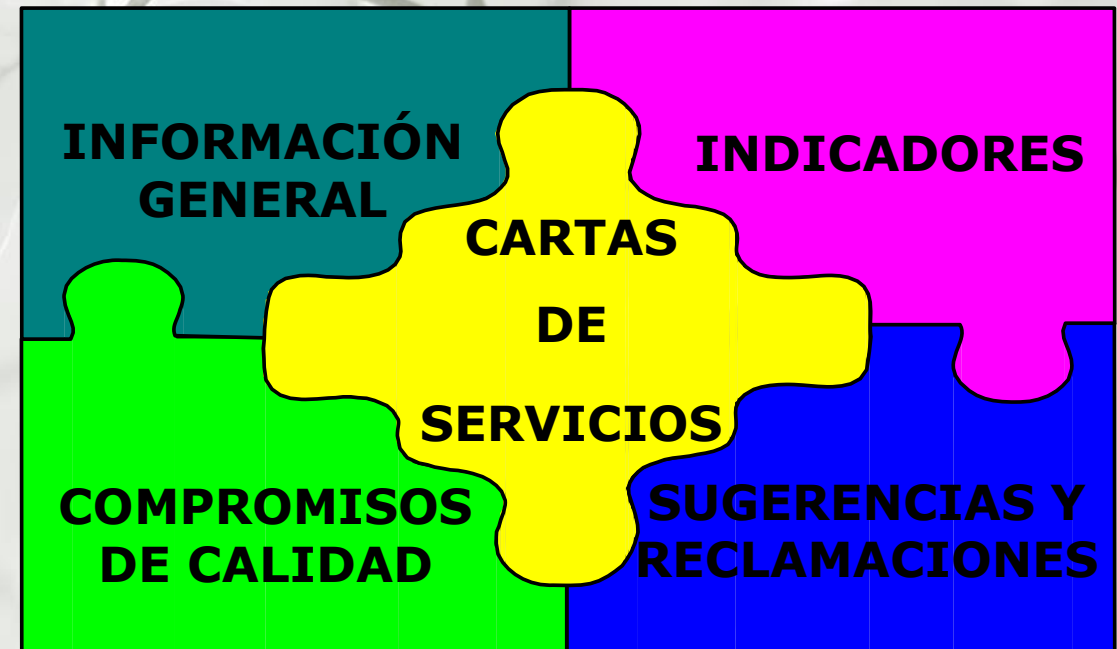 INFORMACIÓN
GENERAL
INDICADORES
CARTAS
DE
SERVICIOS
COMPROMISOS
DE CALIDAD
SUGERENCIAS Y
RECLAMACIONES